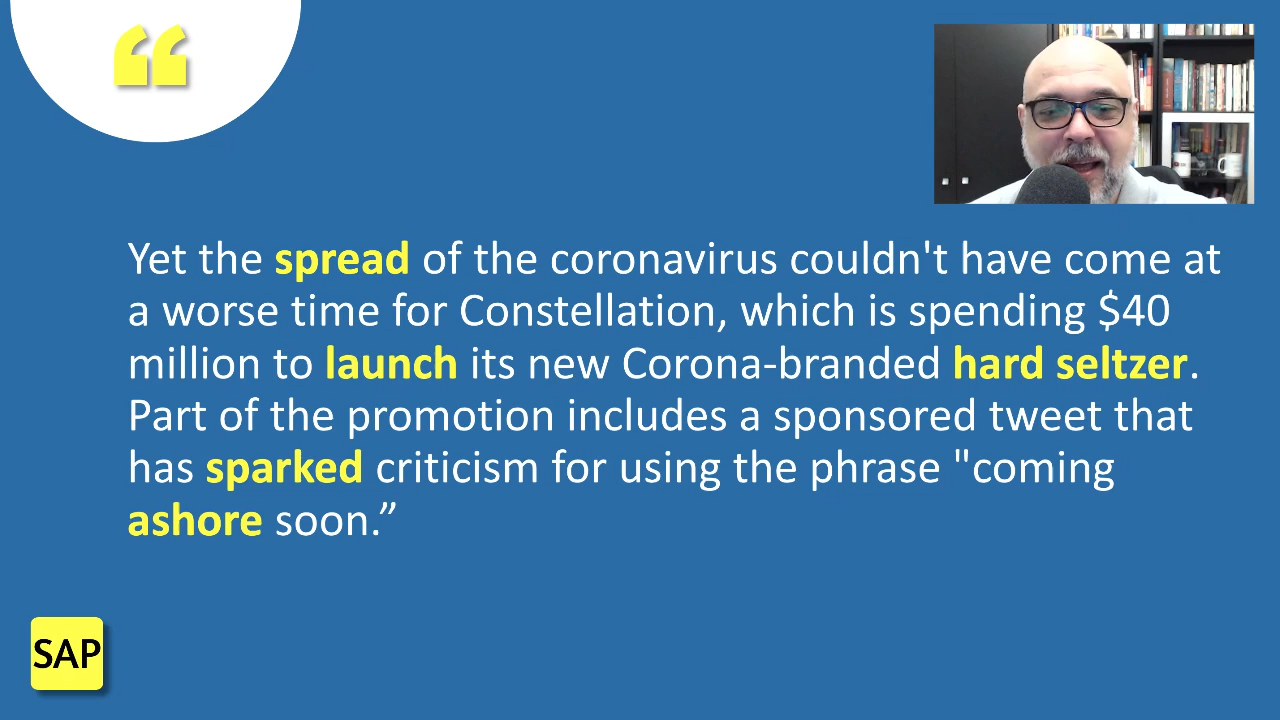 Yet the spread of the coronavirus couldn't have come at
a worse time for Constellation, which is spending $40
million to launch its new Corona-branded hard seltzer.
Part of the promotion includes a sponsored tweet that
has sparked criticism for using the phrase "coming
ashore soon.”
SAP